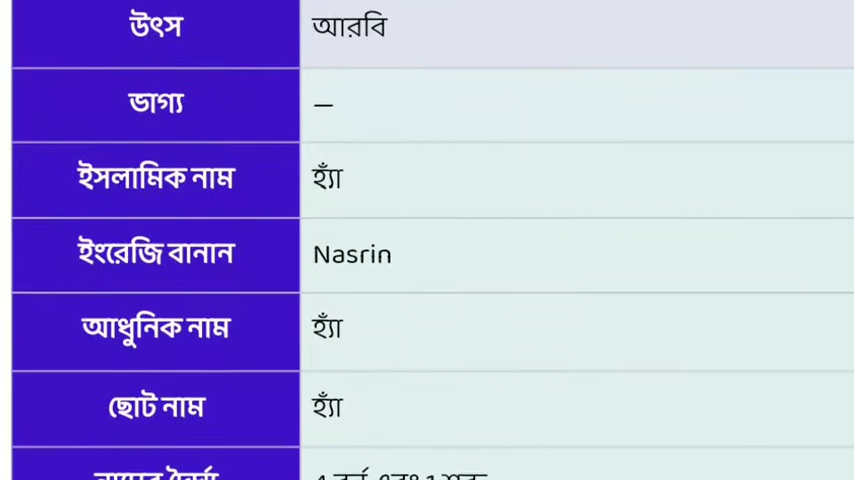 উৎস আরবি
ভাগ্য —
ইসলামিক নাম হ্যাঁ
ইংরেজি বানান Nasrin
আধুনিক নাম হ্যাঁ
ছোট নাম হ্যাঁ